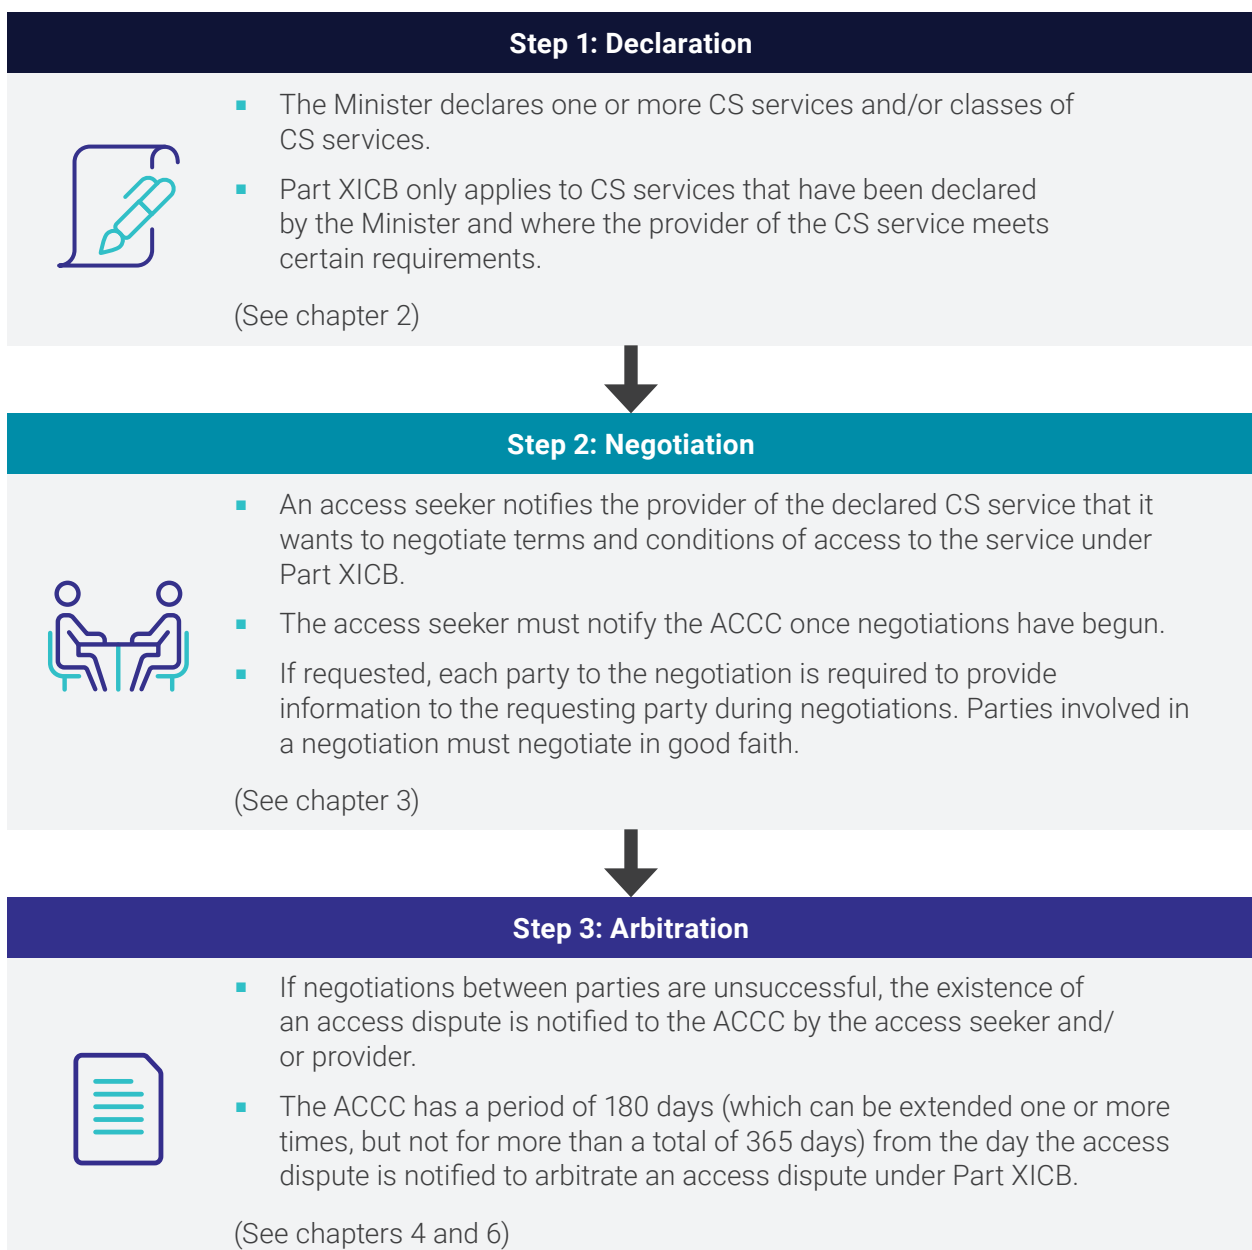 Step 1: Declaration
▪ The Minister declares one or more CS services and/or classes of
CS services.
▪ Part XICB only applies to CS services that have been declared
by the Minister and where the provider of the CS service meets
certain requirements.
(See chapter 2)
Step 2: Negotiation
▪ An access seeker notifies the provider of the declared CS service that it
wants to negotiate terms and conditions of access to the service under
Part XICB.
▪ The access seeker must notify the ACCC once negotiations have begun.
▪ If requested, each party to the negotiation is required to provide
information to the requesting party during negotiations. Parties involved in
a negotiation must negotiate in good faith.
(See chapter 3)
Step 3: Arbitration
▪ If negotiations between parties are unsuccessful, the existence of
an access dispute is notified to the ACCC by the access seeker and/
or provider.
▪ The ACCC has a period of 180 days (which can be extended one or more
times, but not for more than a total of 365 days) from the day the access
dispute is notified to arbitrate an access dispute under Part XICB.
(See chapters 4 and 6)